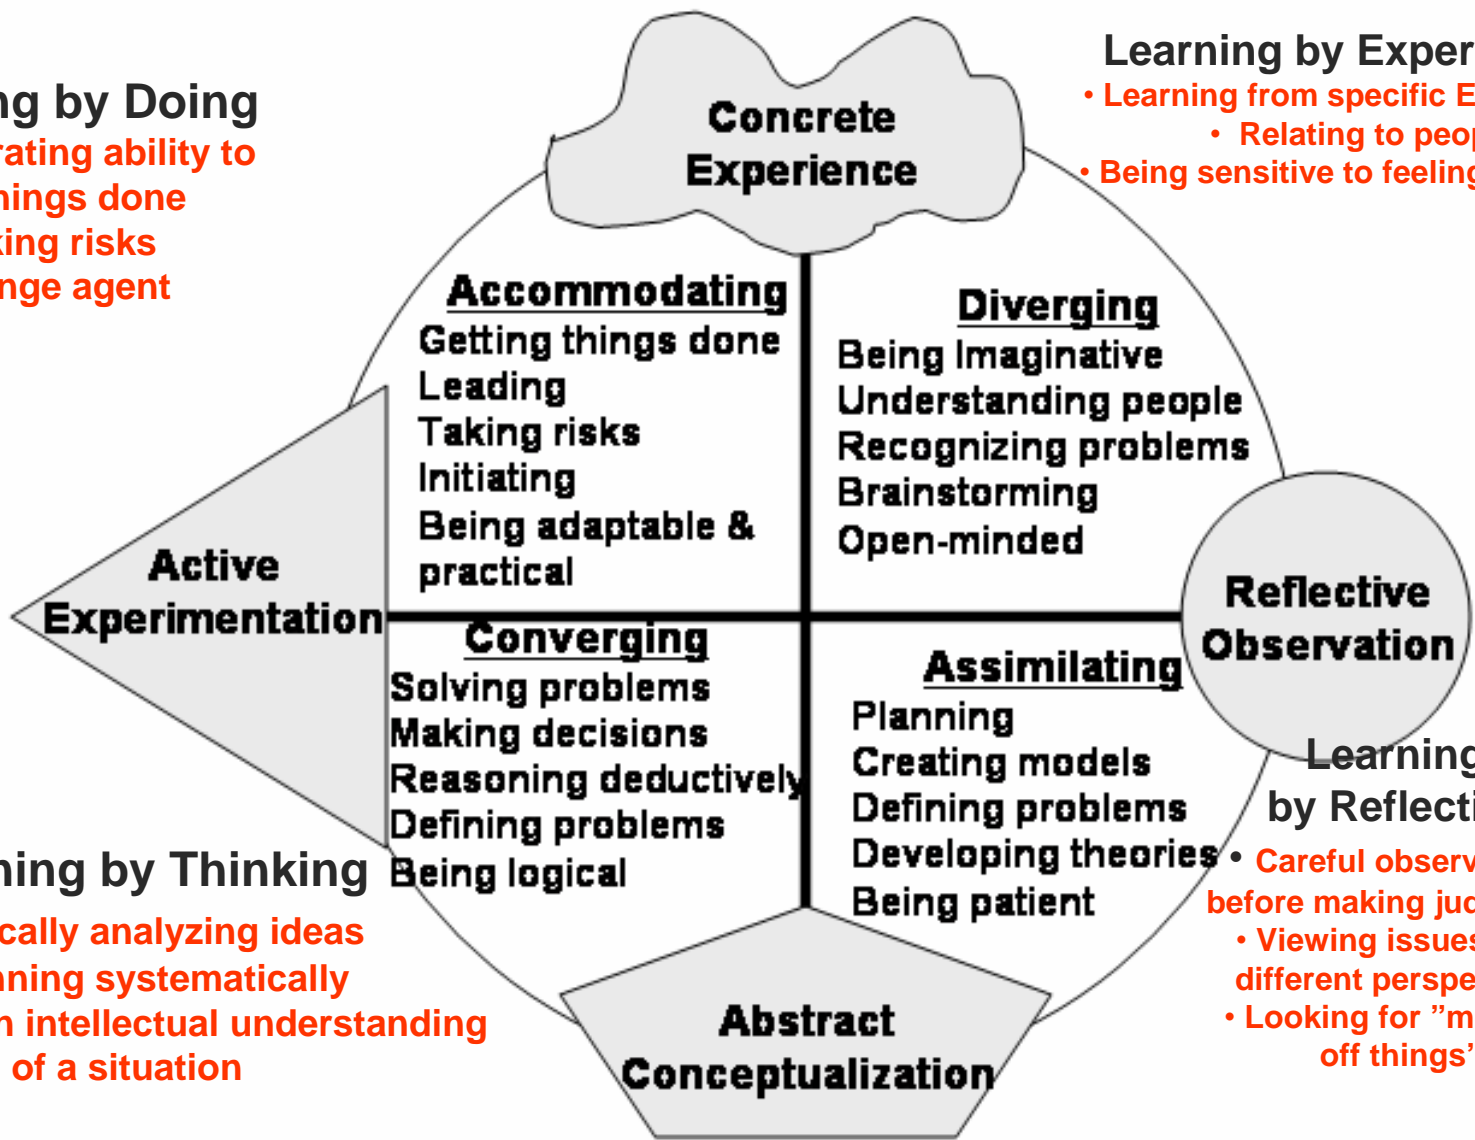 ng by Doing
rating ability to
hings done
king risks
nge agent
Concrete
Experience
Learning by Exper
• Learning from specific E
• Relating to peop
• Being sensitive to feeling
Accommodating
Getting things done
Leading
Taking risks
Initiating
Being adaptable &
practical
Diverging
Being Imaginative
Understanding people
Recognizing problems
Brainstorming
Open-minded
Active
Experimentation
Reflective
Observation
Converging
Solving problems
Making decisions
Reasoning deductively
Defining problems
Being logical
Assimilating
Planning
Creating models
Defining problems
Developing theories
Being patient
ning by Thinking
cally analyzing ideas
nning systematically
n intellectual understanding
of a situation
Learning
by Reflecti
• Careful observ
before making jud
• Viewing issues
different perspe
• Looking for ”m
off things”
Abstract
Conceptualization